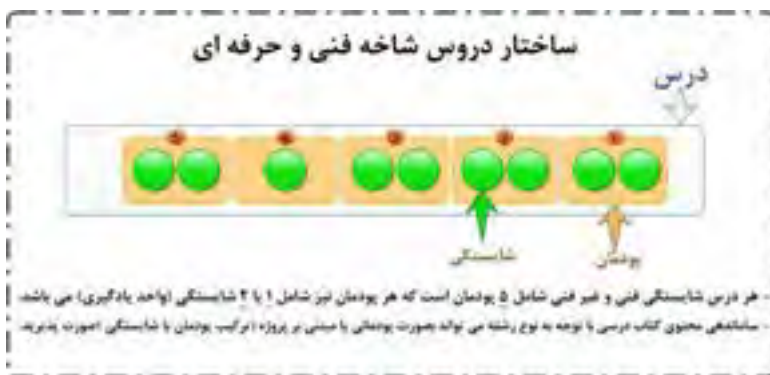 ساختار دروس شاخه فنی و حرفه ای
درس
شایستگی
پودمان
- هر درس شایستگی فنی و غیر فنی شامل ۵ پودمان است که هر پودمان نیز شامل ۱ یا ۲ شایستگی (واحد یادگیری) می باشد.
- ساماندهی محتوی کتاب درسی با توجه به نوع رشته می تواند بصورت پودمانی یا مبتنی بر پروژه (ترکیب پودمان یا شایستگی) صورت پذیرد.